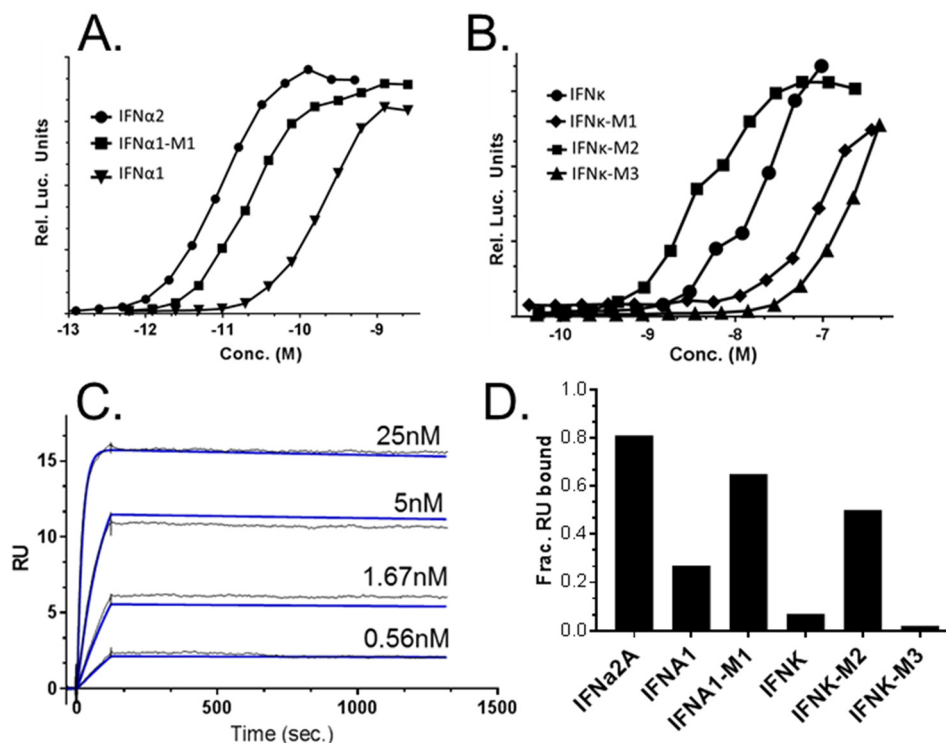 A.
Rel. Luc. Units
IFNα2
IFNα1-M1
IFNα1
-13 -12 -11 -10 -9
Conc. (M)
B.
Rel. Luc. Units
IFNκ
IFNκ-M1
IFNκ-M2
IFNκ-M3
-10 -9 -8 -7
Conc. (M)
C.
RU
15
10
5
0
25nM
5nM
1.67nM
0.56nM
0 500 1000 1500
Time (sec.)
D.
Frac. RU bound
1.0
0.8
0.6
0.4
0.2
0.0
IFNa2A
IFNA1
IFNA1-M1
IFNK
IFNK-M2
IFNK-M3